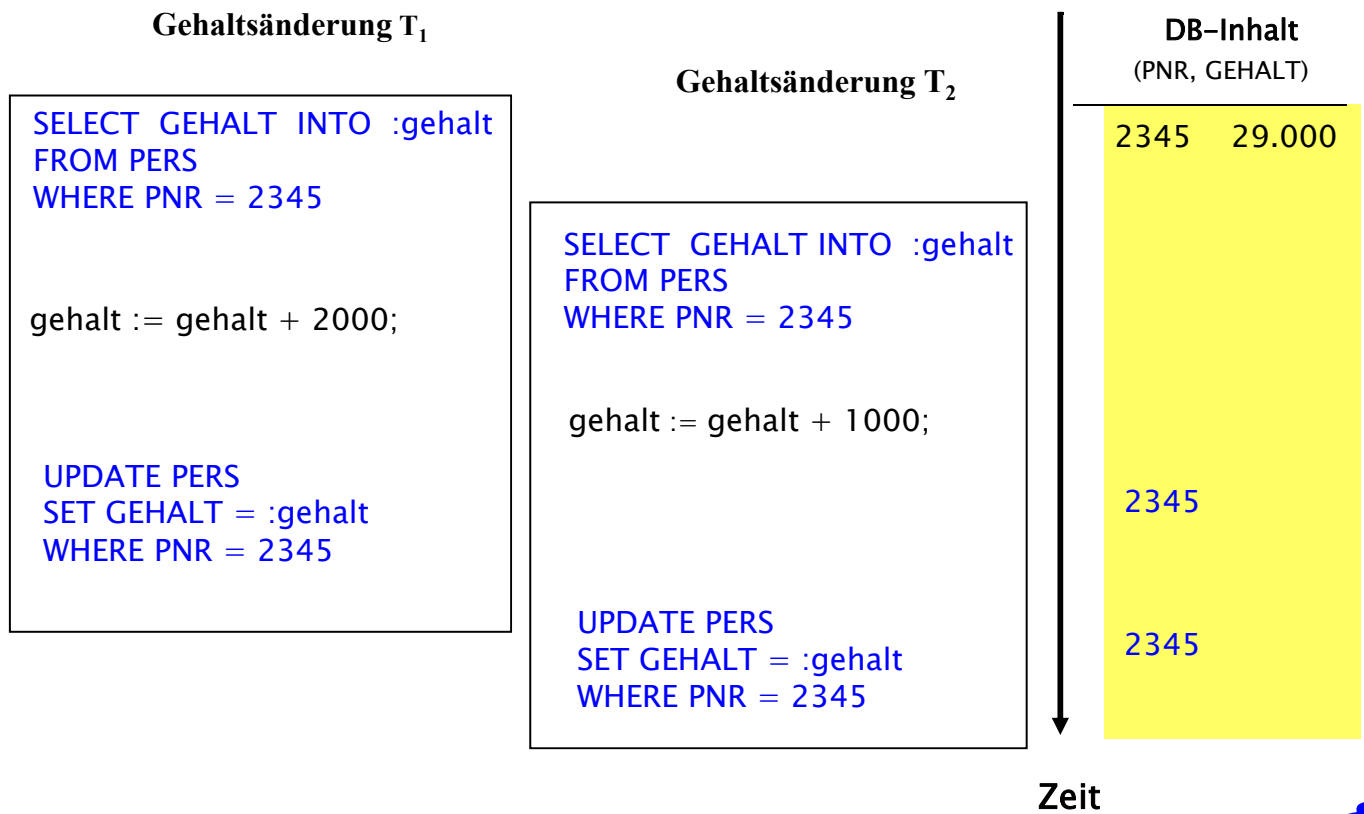 Gehaltsänderung T1
SELECT GEHALT INTO :gehalt
FROM PERS
WHERE PNR = 2345
gehalt := gehalt + 2000;
UPDATE PERS
SET GEHALT = :gehalt
WHERE PNR = 2345
Gehaltsänderung T2
SELECT GEHALT INTO :gehalt
FROM PERS
WHERE PNR = 2345
gehalt := gehalt + 1000;
UPDATE PERS
SET GEHALT = :gehalt
WHERE PNR = 2345
DB-Inhalt
(PNR, GEHALT)
2345 29.000
2345
2345
Zeit